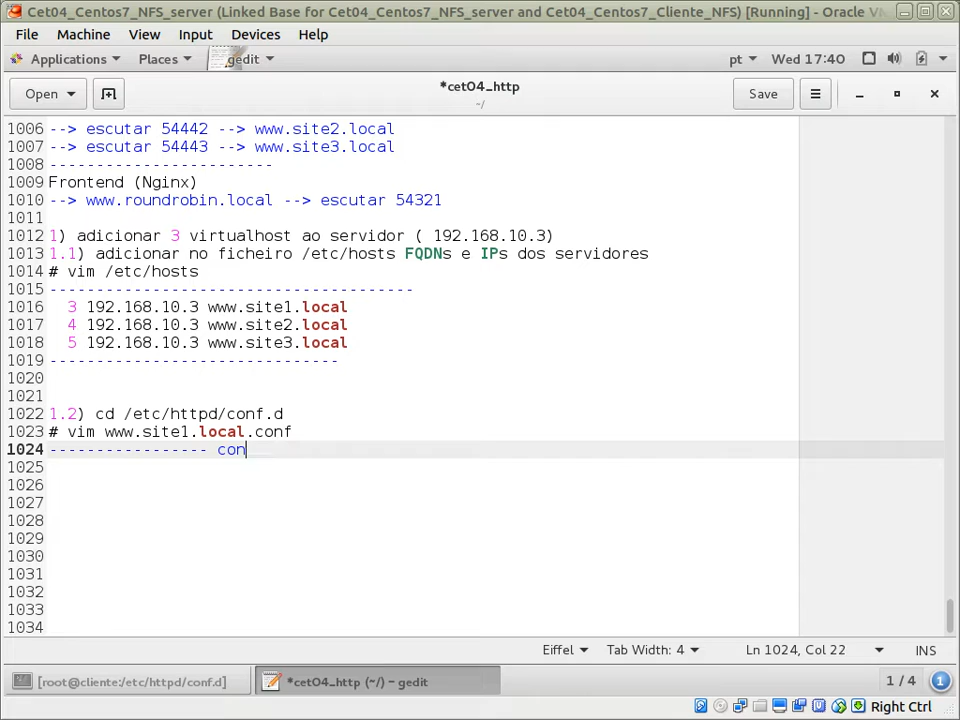 Cet04_Centos7_NFS_server (Linked Base for Cet04_Centos7_NFS_server and Cet04_Centos7_Cliente_NFS) [Running] - Oracle
File Machine View Input Devices Help
Applications Places gedit pt Wed 17:40
Open *cet04_http Save
~/
1006 --> escutar 54442 --> www.site2.local
1007 --> escutar 54443 --> www.site3.local
1008 ------------------------
1009 Frontend (Nginx)
1010 --> www.roundrobin.local --> escutar 54321
1011
1012 1) adicionar 3 virtualhost ao servidor ( 192.168.10.3)
1013 1.1) adicionar no ficheiro /etc/hosts FQDNs e IPs dos servidores
1014 # vim /etc/hosts
1015 ---------------------------------------
1016 3 192.168.10.3 www.site1.local
1017 4 192.168.10.3 www.site2.local
1018 5 192.168.10.3 www.site3.local
1019 -------------------------------
1020
1021
1022 1.2) cd /etc/httpd/conf.d
1023 # vim www.site1.local.conf
1024 ----------------- con
1025
1026
1027
1028
1029
1030
1031
1032
1033
1034
Eiffel Tab Width: 4 Ln 1024, Col 22 INS
[root@cliente:/etc/httpd/conf.d] *cet04_http (~/) - gedit 1 / 4 1
Right Ctrl